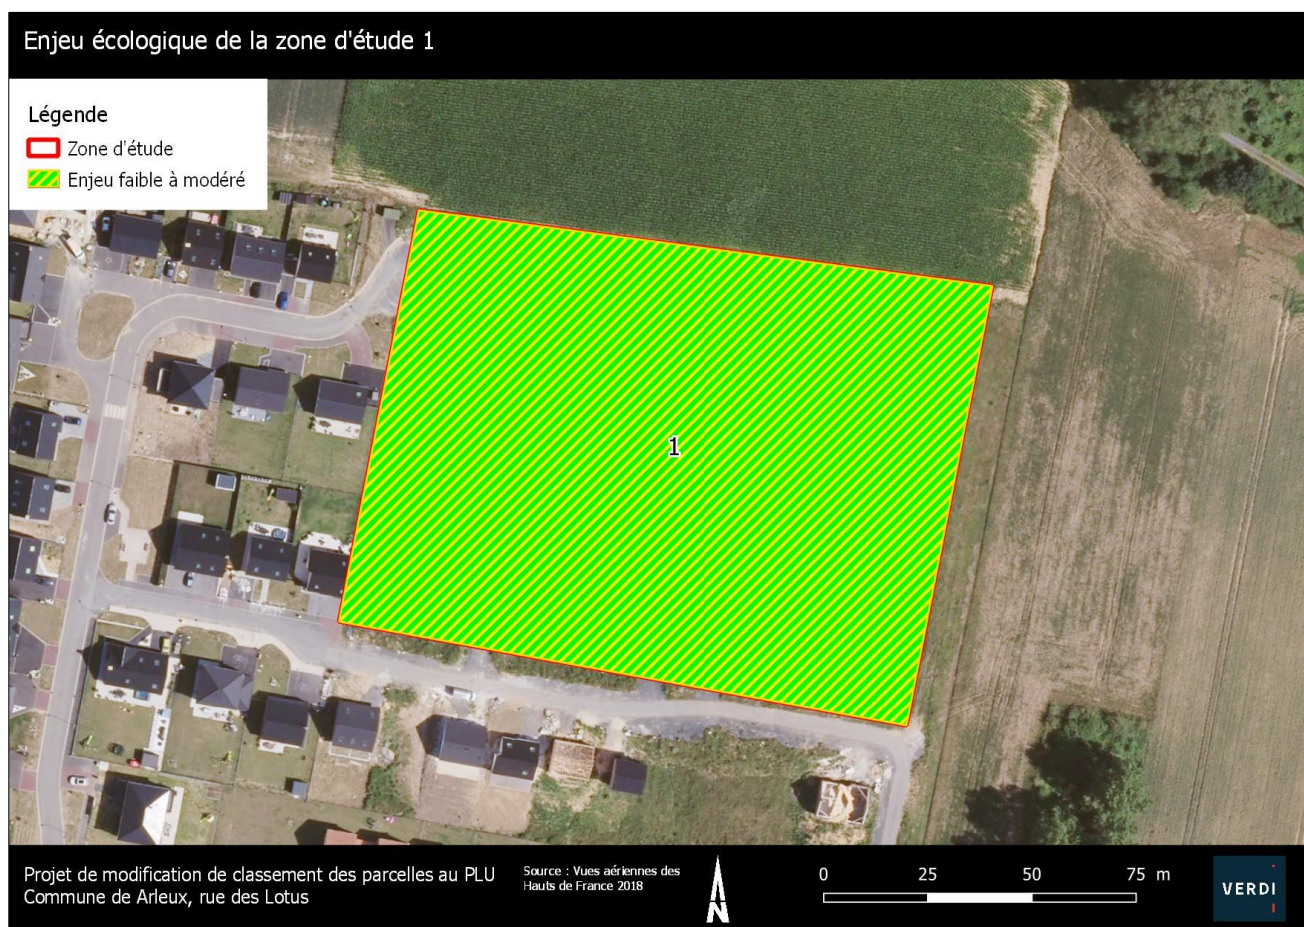 Enjeu écologique de la zone d'étude 1
Légende
Zone d'étude
Enjeu faible à modéré
1
Projet de modification de classement des parcelles au PLU
Commune de Arleux, rue des Lotus
Source : Vues aériennes des
Hauts de France 2018
N
0 25 50 75 m
VERDI